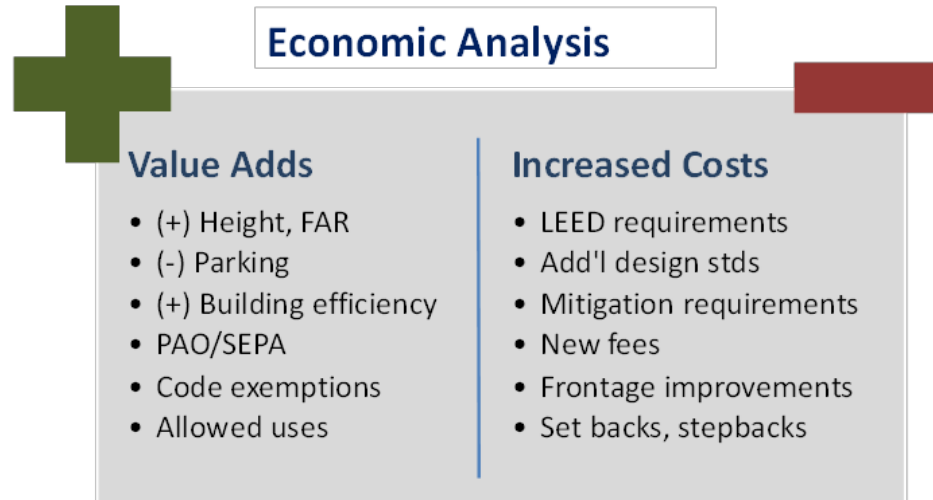 Economic Analysis
Value Adds
• (+) Height, FAR
• (-) Parking
• (+) Building efficiency
• PAO/SEPA
• Code exemptions
• Allowed uses
Increased Costs
• LEED requirements
• Add'l design stds
• Mitigation requirements
• New fees
• Frontage improvements
• Set backs, stepbacks